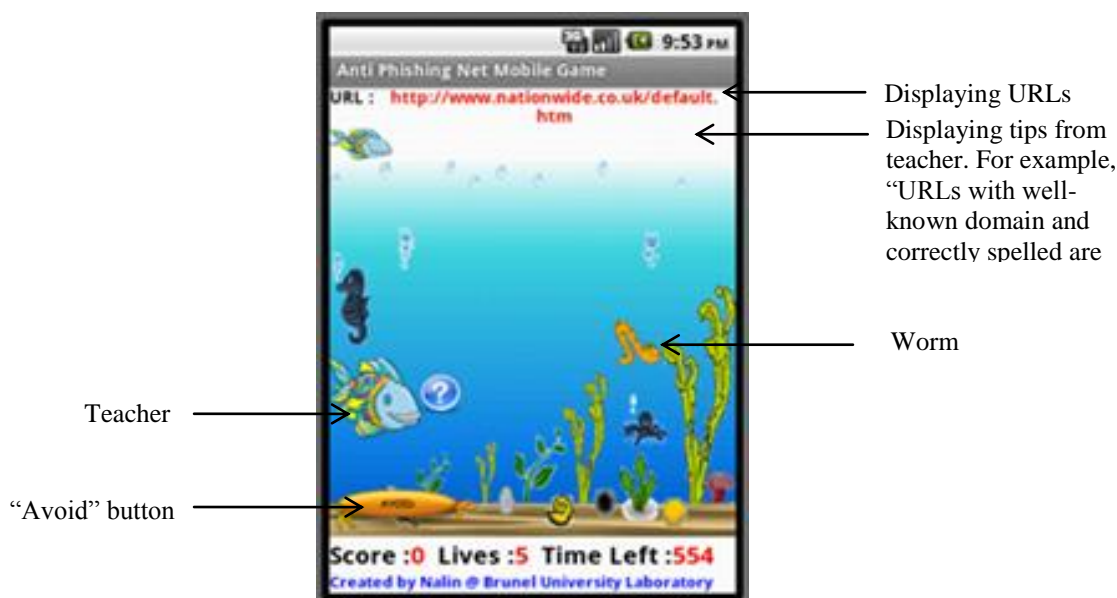 9:53 PM
Anti Phishing Net Mobile Game
URL : http://www.nationwide.co.uk/default.
htm
Displaying URLs
Displaying tips from
teacher. For example,
“URLs with well-
known domain and
correctly spelled are
Worm
Teacher
“Avoid” button
AVOID
Score :0 Lives :5 Time Left :554
Created by Nalin @ Brunel University Laboratory